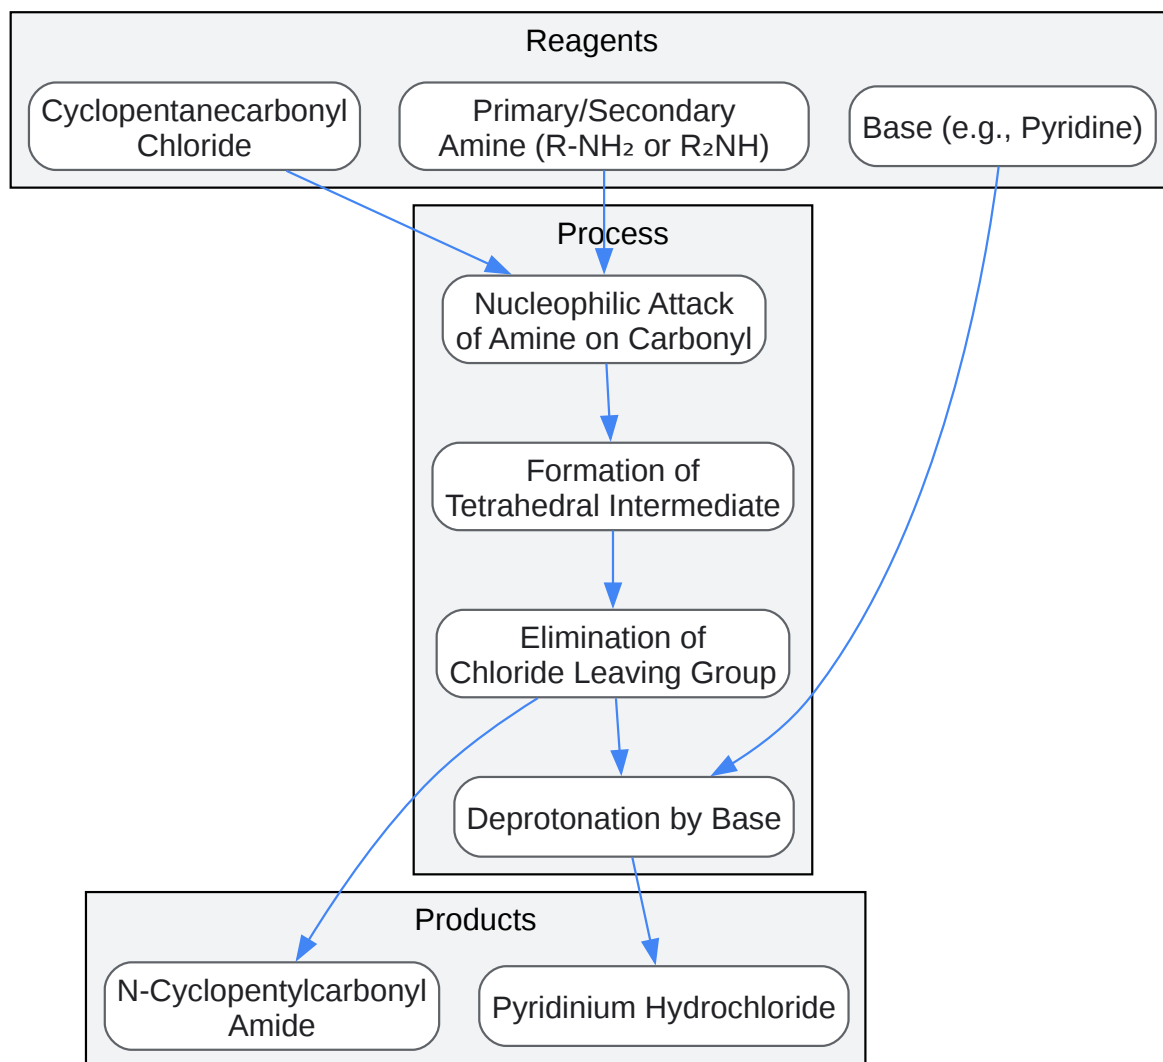 Reagents
Cyclopentanecarbonyl
Chloride
Primary/Secondary
Amine (R-NH₂ or R₂NH)
Base (e.g., Pyridine)
Process
Nucleophilic Attack
of Amine on Carbonyl
Formation of
Tetrahedral Intermediate
Elimination of
Chloride Leaving Group
Deprotonation by Base
Products
N-Cyclopentylcarbonyl
Amide
Pyridinium Hydrochloride